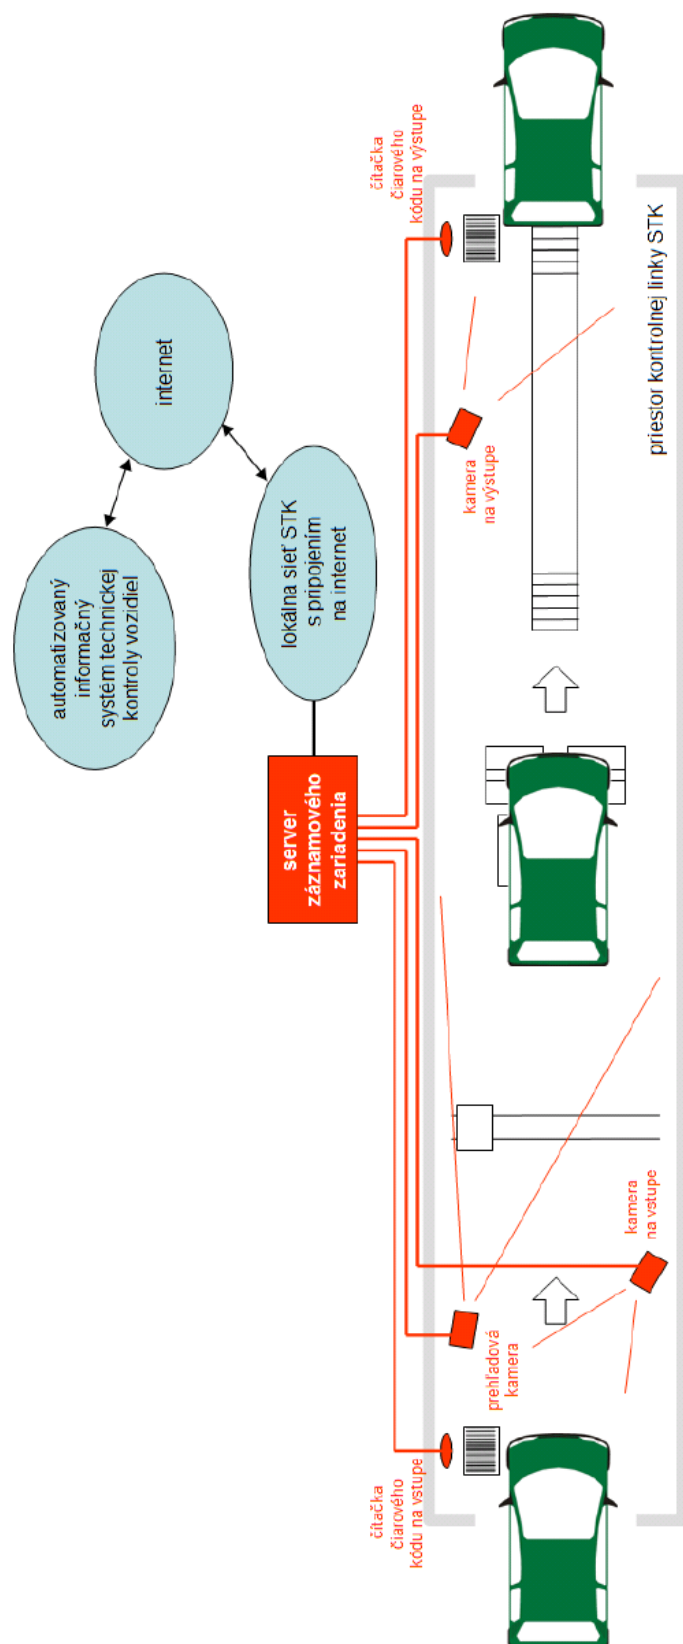 automatizovaný
informačný
systém technickej
kontroly vozidiel
internet
lokálna sieť STK
s pripojením
na internet
server
záznamového
zariadenia
čítačka
čiarového
kódu na vstupe
čítačka
čiarového
kódu na výstupe
prehľadová
kamera
kamera
na výstupe
kamera
na vstupe
priestor kontrolnej linky STK